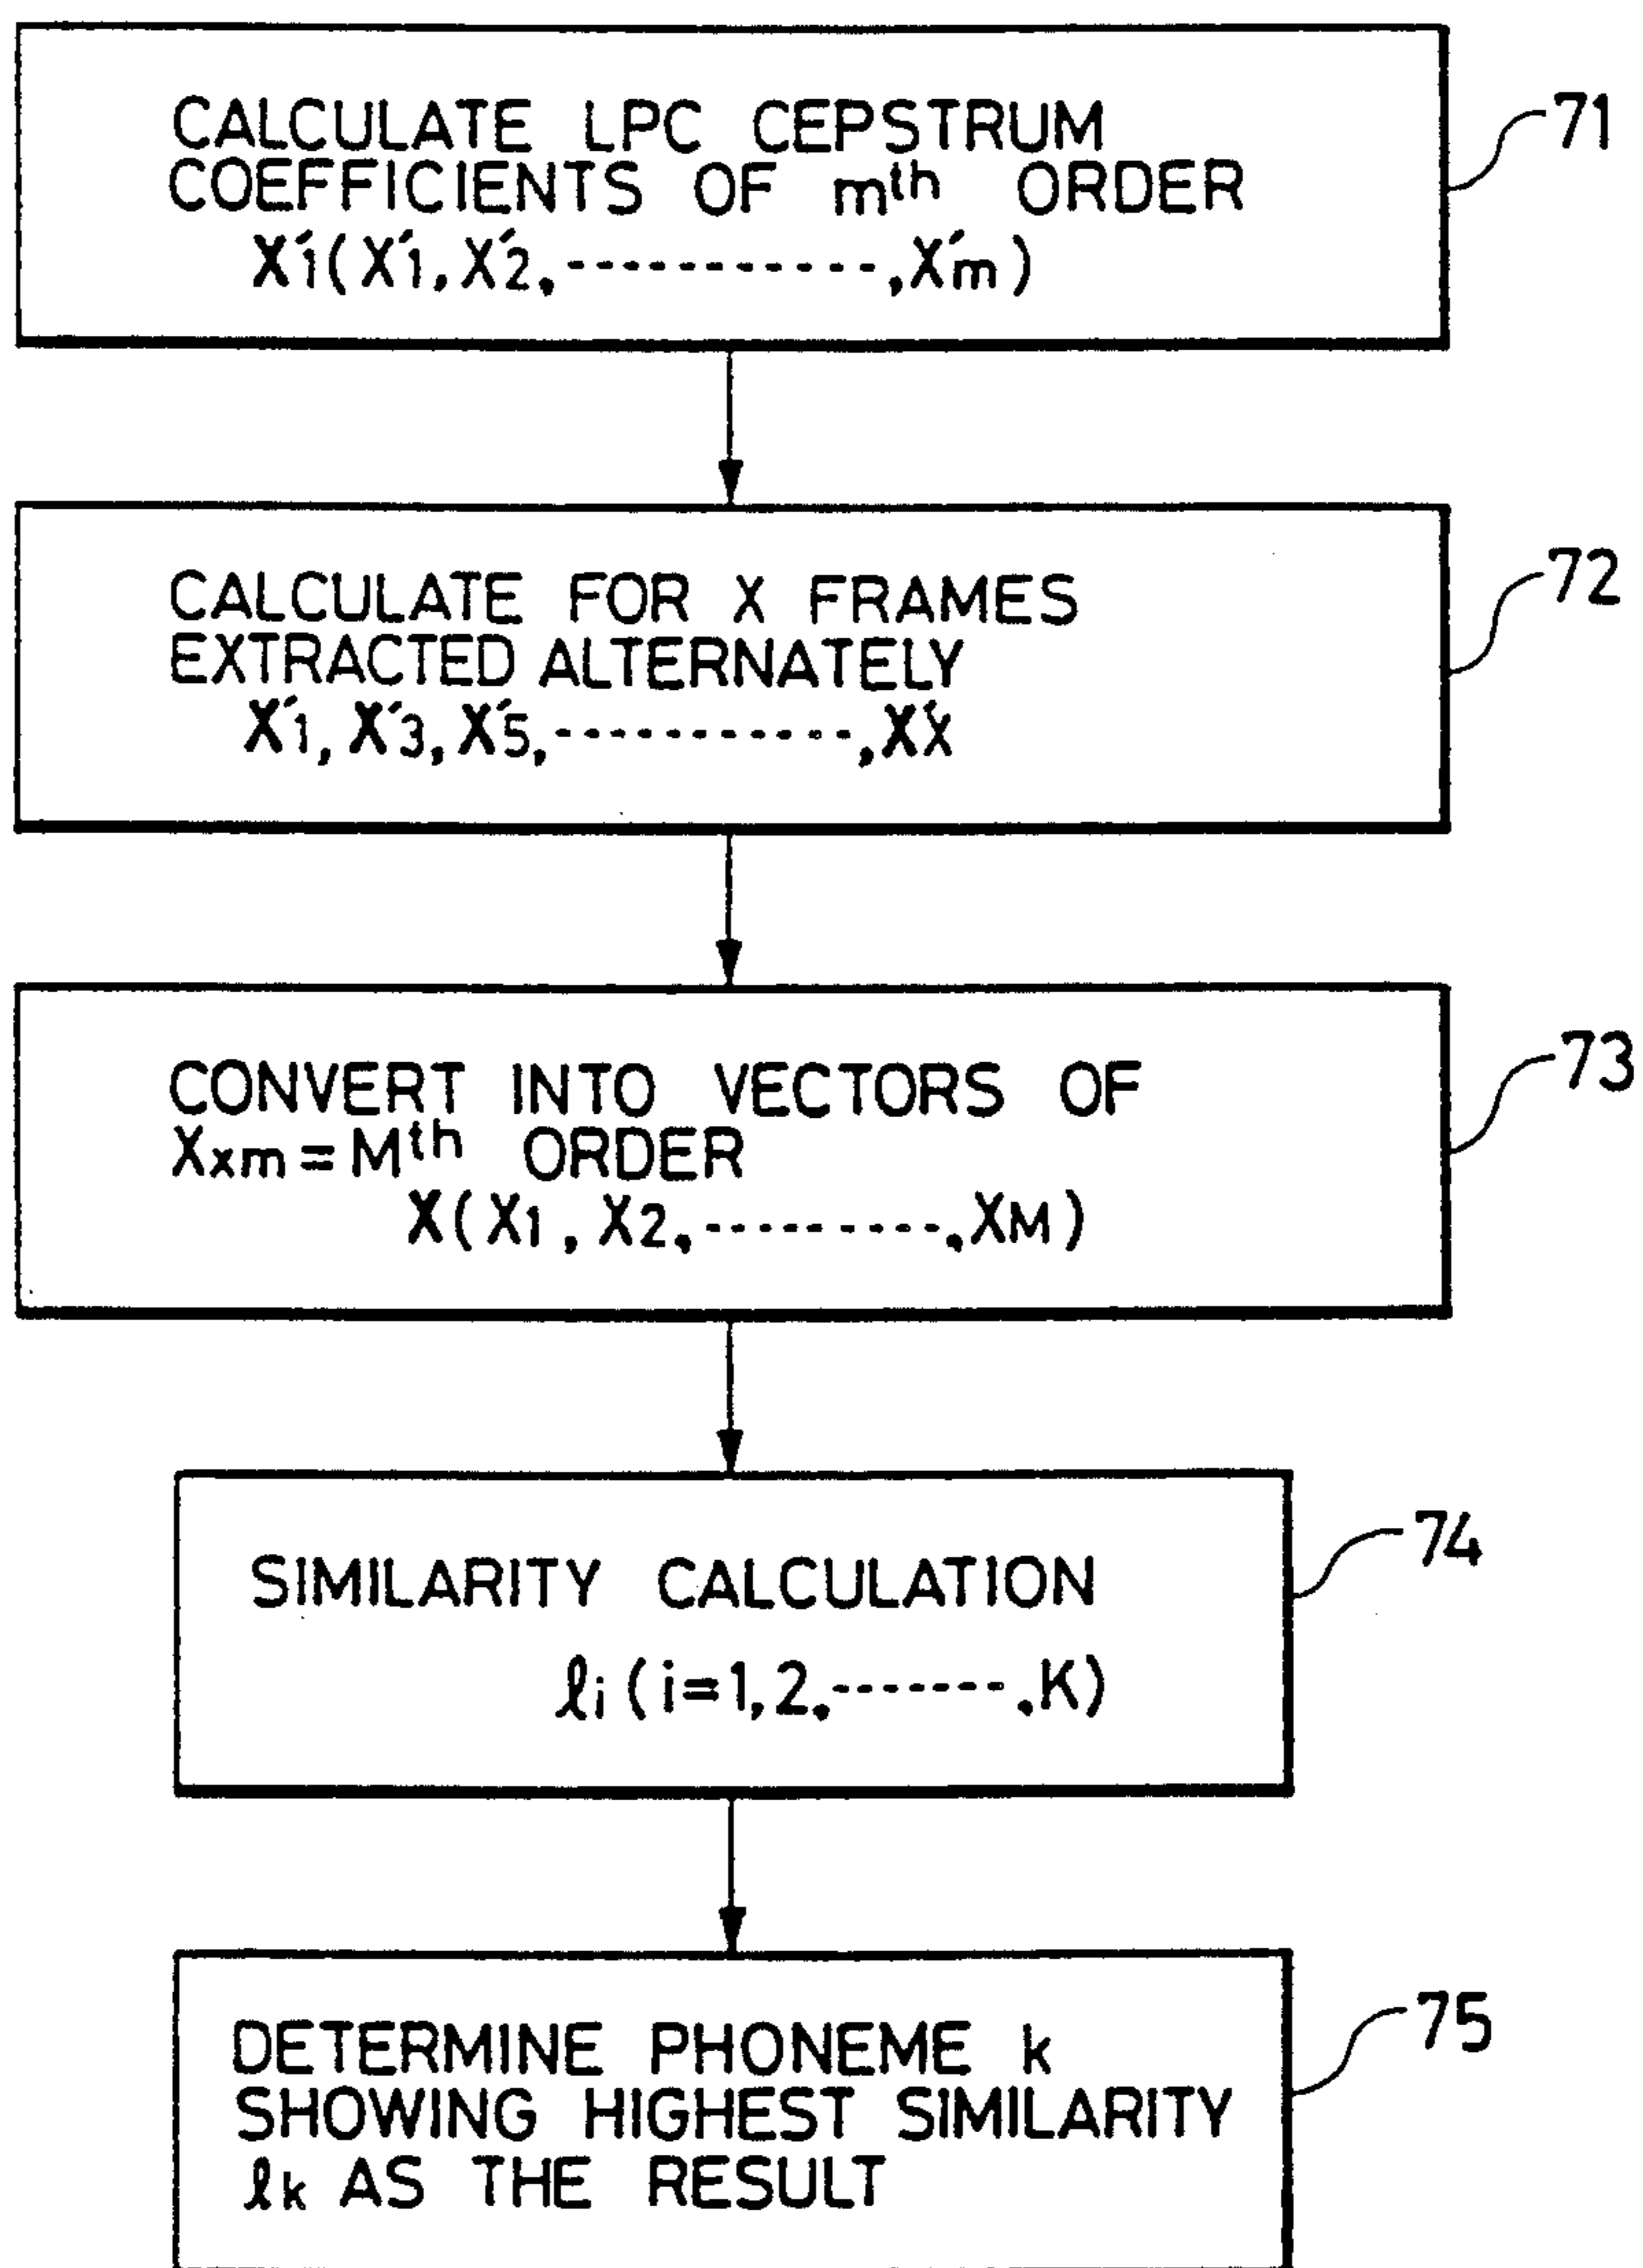 CALCULATE LPC CEPSTRUM
COEFFICIENTS OF mth ORDER
X′1(X′1, X′2, -----------, X′m)
71
CALCULATE FOR X FRAMES
EXTRACTED ALTERNATELY
X′1, X′3, X′5, -----------, X′X
72
CONVERT INTO VECTORS OF
Xxm = Mth ORDER
X(X1, X2, ---------, XM)
73
SIMILARITY CALCULATION
ℓi (i=1,2, -------, K)
74
DETERMINE PHONEME k
SHOWING HIGHEST SIMILARITY
ℓk AS THE RESULT
75